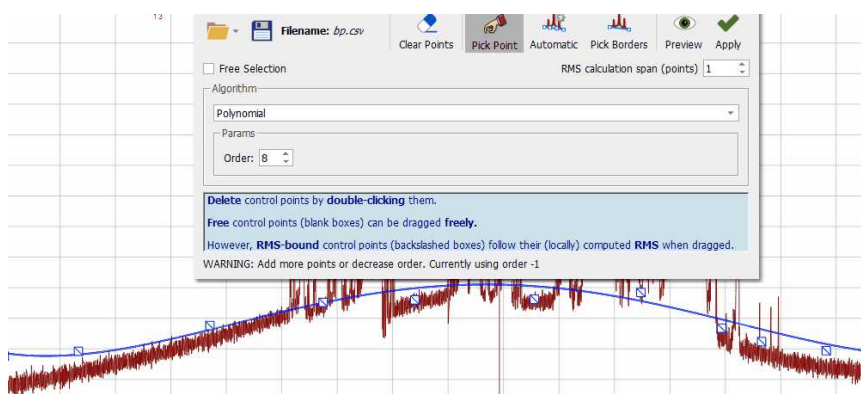 13
Filename: bp.csv
Clear Points Pick Point Automatic Pick Borders Preview Apply
Free Selection RMS calculation span (points) 1
Algorithm
Polynomial
Params
Order: 8
Delete control points by double-clicking them.
Free control points (blank boxes) can be dragged freely.
However, RMS-bound control points (backslashed boxes) follow their (locally) computed RMS when dragged.
WARNING: Add more points or decrease order. Currently using order -1